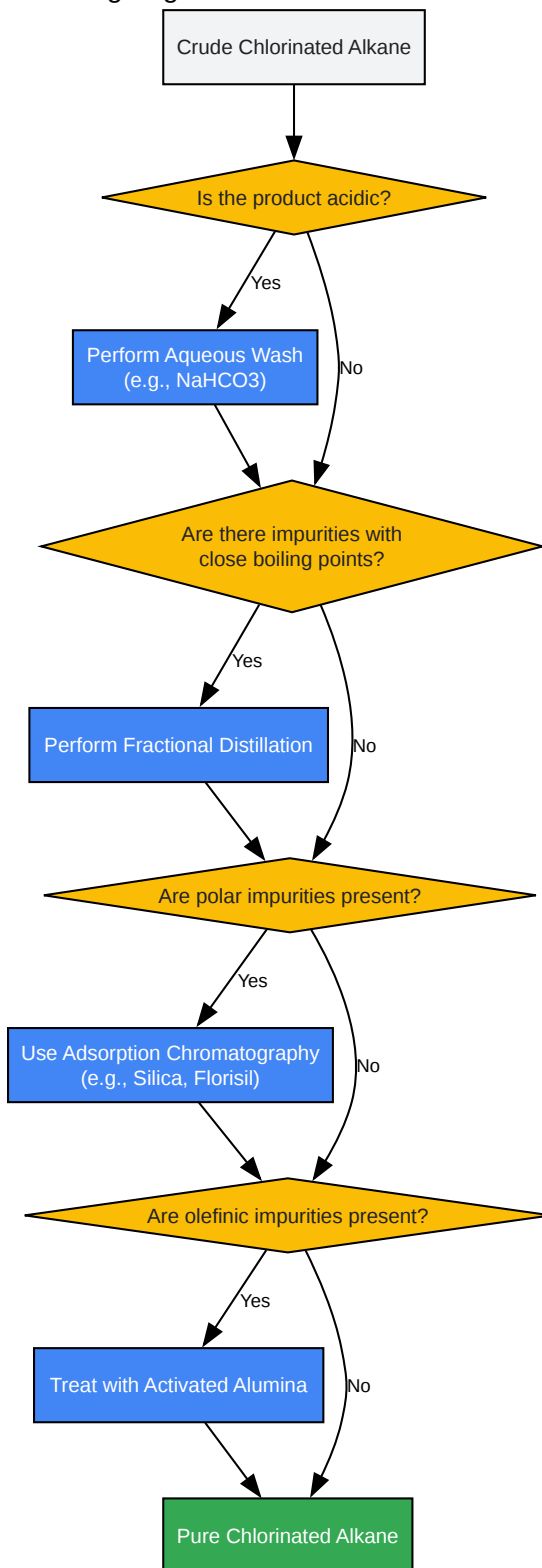 Crude Chlorinated Alkane
Is the product acidic?
Yes
Perform Aqueous Wash
(e.g., NaHCO3)
No
Are there impurities with
close boiling points?
Yes
Perform Fractional Distillation
No
Are polar impurities present?
Yes
Use Adsorption Chromatography
(e.g., Silica, Florisil)
No
Are olefinic impurities present?
Yes
Treat with Activated Alumina
No
Pure Chlorinated Alkane